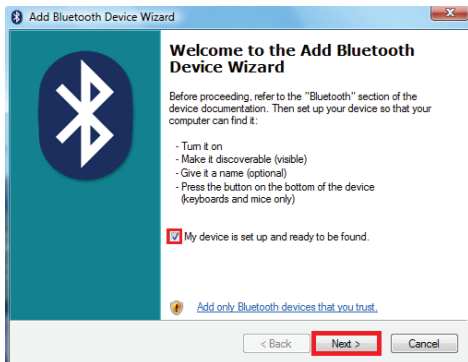 Add Bluetooth Device Wizard
Welcome to the Add Bluetooth
Device Wizard
Before proceeding, refer to the "Bluetooth" section of the
device documentation. Then set up your device so that your
computer can find it:
- Turn it on
- Make it discoverable (visible)
- Give it a name (optional)
- Press the button on the bottom of the device
(keyboards and mice only)
My device is set up and ready to be found.
Add only Bluetooth devices that you trust.
< Back Next > Cancel